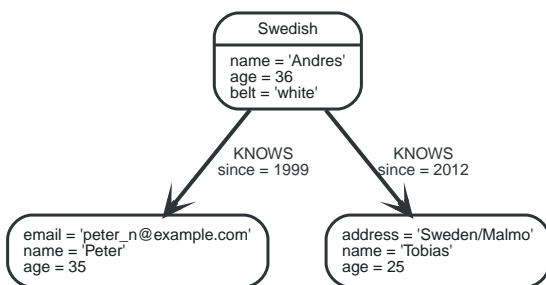 Swedish
name = 'Andres'
age = 36
belt = 'white'
KNOWS
since = 1999
KNOWS
since = 2012
email = 'peter_n@example.com'
name = 'Peter'
age = 35
address = 'Sweden/Malmo'
name = 'Tobias'
age = 25